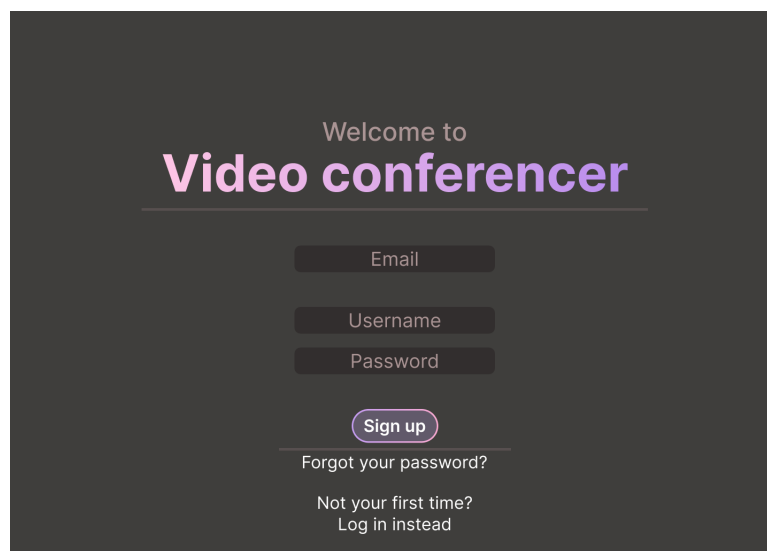 Welcome to
Video conferencer
Email
Username
Password
Sign up
Forgot your password?
Not your first time?
Log in instead